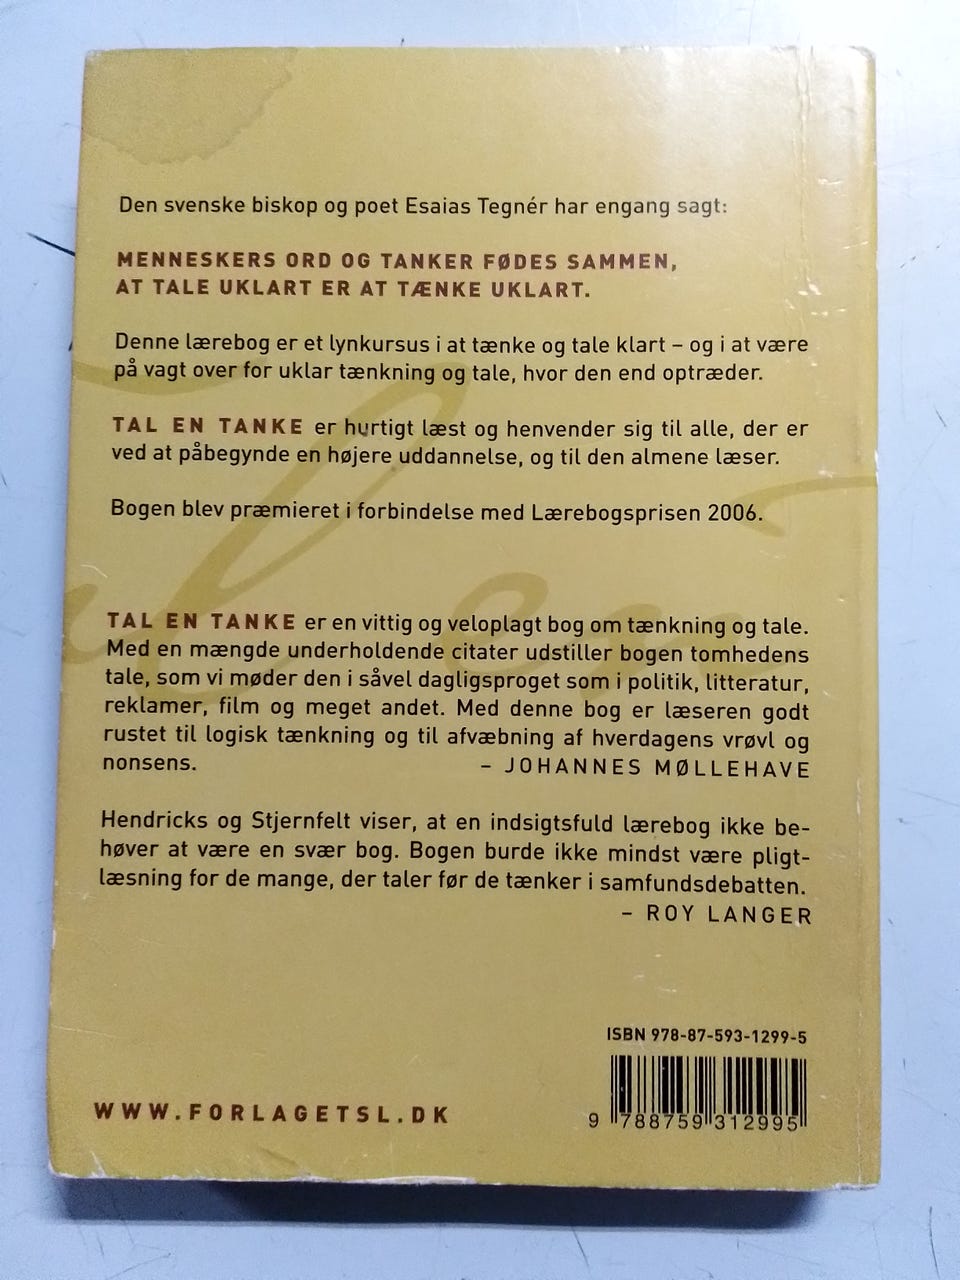 Den svenske biskop og poet Esaias Tegnér har engang sagt:
MENNESKERS ORD OG TANKER FØDES SAMMEN,
AT TALE UKLART ER AT TÆNKE UKLART.
Denne lærebog er et lynkursus i at tænke og tale klart – og i at være
på vagt over for uklar tænkning og tale, hvor den end optræder.
TAL EN TANKE er hurtigt læst og henvender sig til alle, der er
ved at påbegynde en højere uddannelse, og til den almene læser.
Bogen blev præmieret i forbindelse med Lærebogsprisen 2006.
TAL EN TANKE er en vittig og veloplagt bog om tænkning og tale.
Med en mængde underholdende citater udstiller bogen tomhedens
tale, som vi møder den i såvel dagligsproget som i politik, litteratur,
reklamer, film og meget andet. Med denne bog er læseren godt
rustet til logisk tænkning og til afvæbning af hverdagens vrøvl og
nonsens. – JOHANNES MØLLEHAVE
Hendricks og Stjernfelt viser, at en indsigtsfuld lærebog ikke be-
høver at være en svær bog. Bogen burde ikke mindst være pligt-
læsning for de mange, der taler før de tænker i samfundsdebatten.
– ROY LANGER
ISBN 978-87-593-1299-5
WWW.FORLAGETSL.DK
9 788759 312995